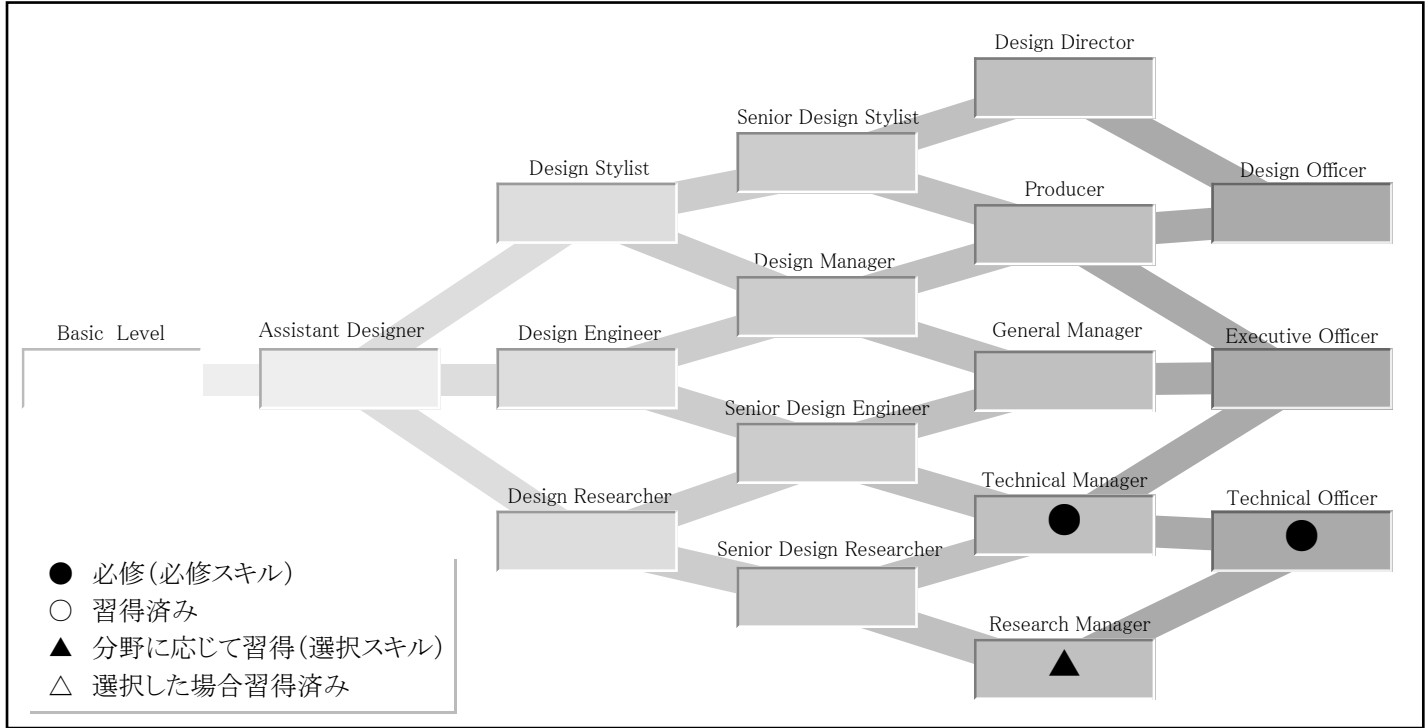 Design Director
Senior Design Stylist
Design Stylist
Design Officer
Producer
Design Manager
Basic Level
Assistant Designer
Design Engineer
General Manager
Executive Officer
Senior Design Engineer
Technical Manager
Design Researcher
Technical Officer
Senior Design Researcher
Research Manager
● 必修(必修スキル)
○ 習得済み
▲ 分野に応じて習得(選択スキル)
△ 選択した場合習得済み